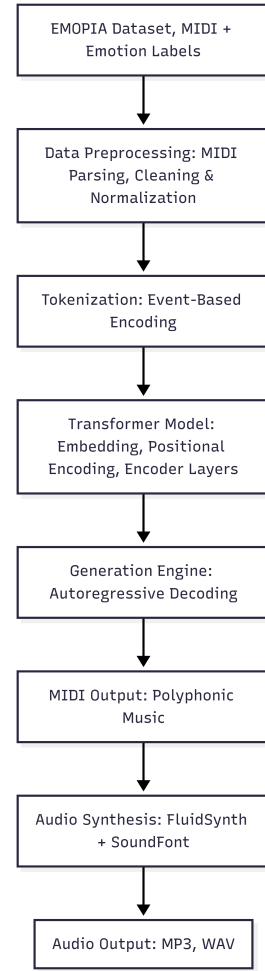 EMOPIA Dataset, MIDI +
Emotion Labels
Data Preprocessing: MIDI
Parsing, Cleaning &
Normalization
Tokenization: Event-Based
Encoding
Transformer Model:
Embedding, Positional
Encoding, Encoder Layers
Generation Engine:
Autoregressive Decoding
MIDI Output: Polyphonic
Music
Audio Synthesis: FluidSynth
+ SoundFont
Audio Output: MP3, WAV